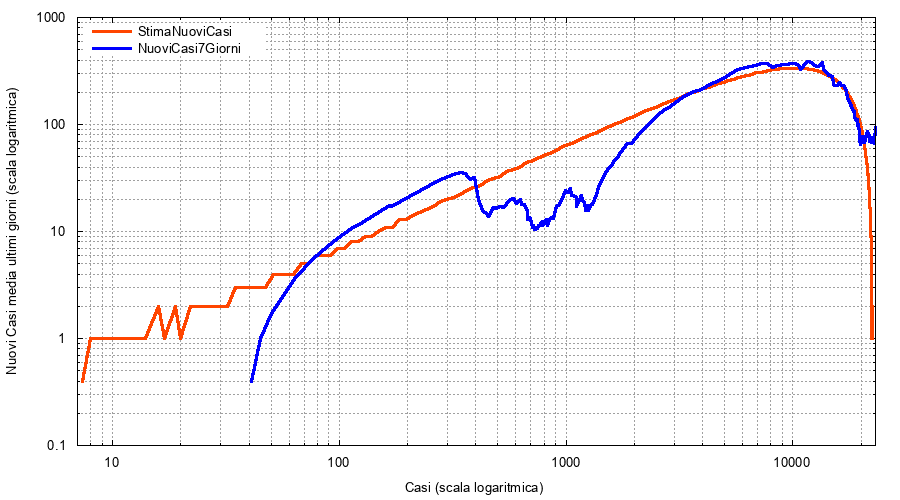 StimaNuoviCasi
NuoviCasi7Giorni
Nuovi Casi media ultimi giorni (scala logaritmica)
1000
100
10
1
0.1
10
100
1000
10000
Casi (scala logaritmica)